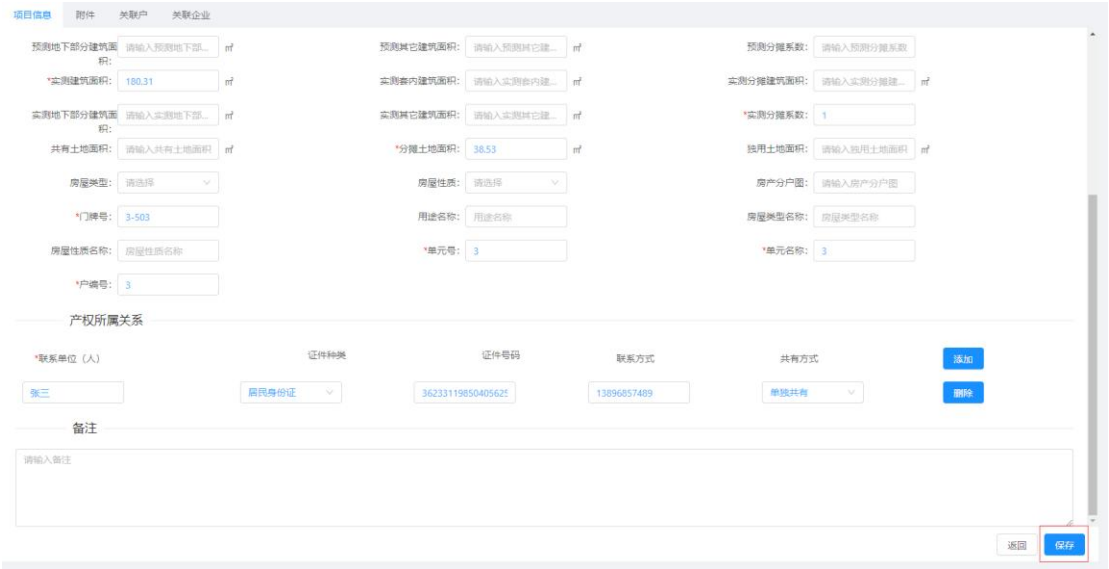 项目信息 附件 关联户 关联企业
预测地下部分建筑面积: 请输入预测地下部... ㎡ 预测其它建筑面积: 请输入预测其它建... ㎡ 预测分摊系数: 请输入预测分摊系数
*实测建筑面积: 180.31 ㎡ 实测套内建筑面积: 请输入实测套内建... ㎡ 实测分摊建筑面积: 请输入实测分摊建... ㎡
实测地下部分建筑面积: 请输入实测地下部... ㎡ 实测其它建筑面积: 请输入实测其它建... ㎡ *实测分摊系数: 1
共有土地面积: 请输入共有土地面积 ㎡ *分摊土地面积: 38.53 ㎡ 独用土地面积: 请输入独用土地面积 ㎡
房屋类型: 请选择 房屋性质: 请选择 房产分户图: 请输入房产分户图
*门牌号: 3-503 用途名称: 用途名称 房屋类型名称: 房屋类型名称
房屋性质名称: 房屋性质名称 *单元号: 3 *单元名称: 3
*户编号: 3
产权所属关系
*联系单位（人） 证件种类 证件号码 联系方式 共有方式 添加
张三 居民身份证 36233119850405625 13896857489 单独共有 删除
备注
请输入备注
返回 保存